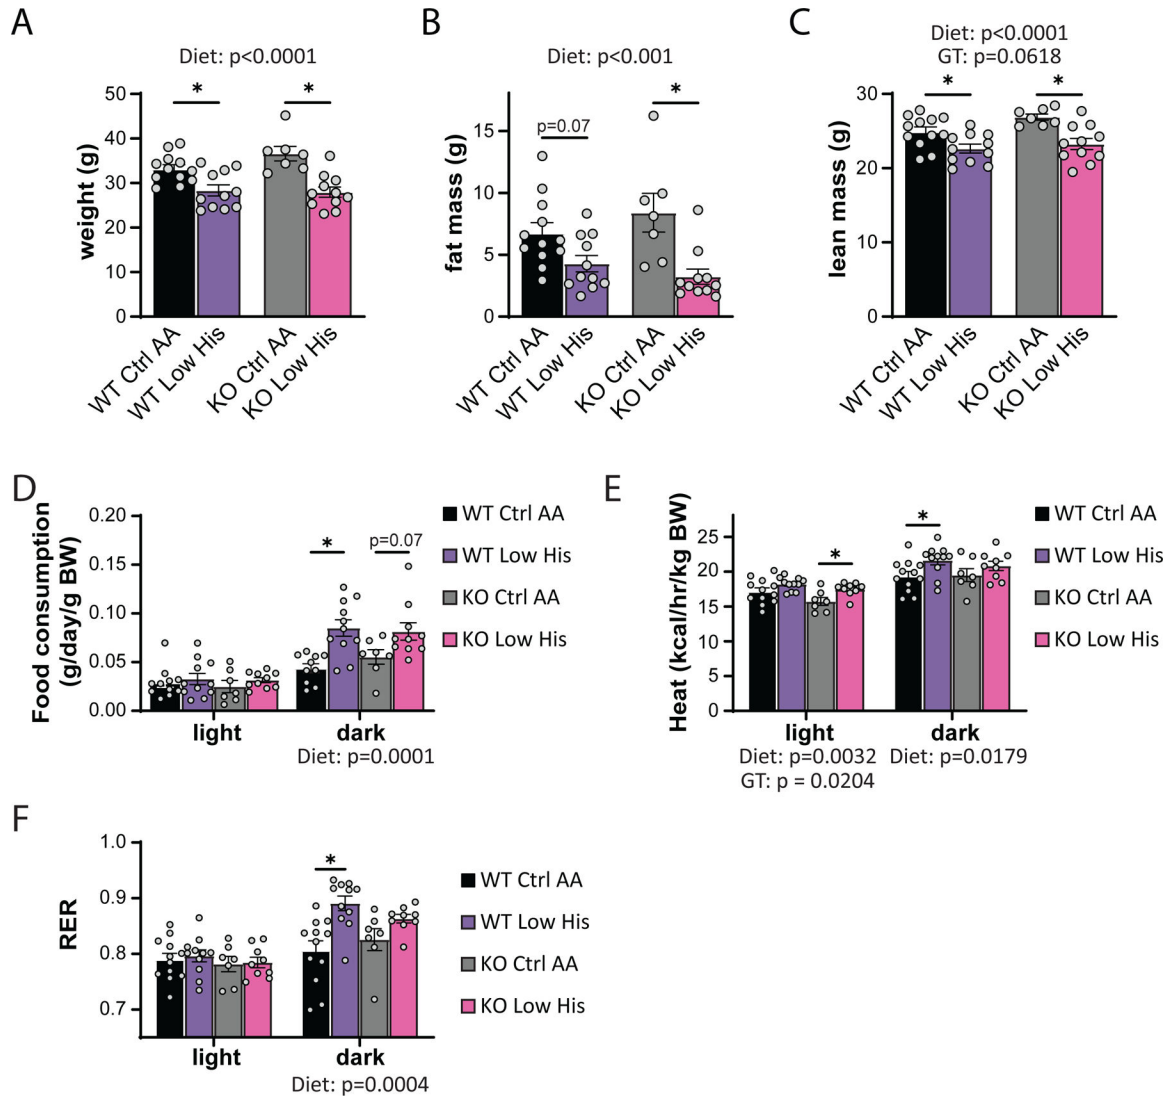 A
Diet: p<0.0001
weight (g)
50
40
30
20
10
0
*
*
WT Ctrl AA
WT Low His
KO Ctrl AA
KO Low His
B
Diet: p<0.001
fat mass (g)
15
10
5
0
p=0.07
*
WT Ctrl AA
WT Low His
KO Ctrl AA
KO Low His
C
Diet: p<0.0001
GT: p=0.0618
lean mass (g)
30
20
10
0
*
*
WT Ctrl AA
WT Low His
KO Ctrl AA
KO Low His
D
Food consumption
(g/day/g BW)
0.20
0.15
0.10
0.05
0.00
*
p=0.07
light
dark
Diet: p=0.0001
WT Ctrl AA
WT Low His
KO Ctrl AA
KO Low His
E
Heat (kcal/hr/kg BW)
25
20
15
10
5
0
*
*
light
dark
Diet: p=0.0032
Diet: p=0.0179
GT: p = 0.0204
WT Ctrl AA
WT Low His
KO Ctrl AA
KO Low His
F
RER
1.0
0.9
0.8
0.7
*
light
dark
Diet: p=0.0004
WT Ctrl AA
WT Low His
KO Ctrl AA
KO Low His